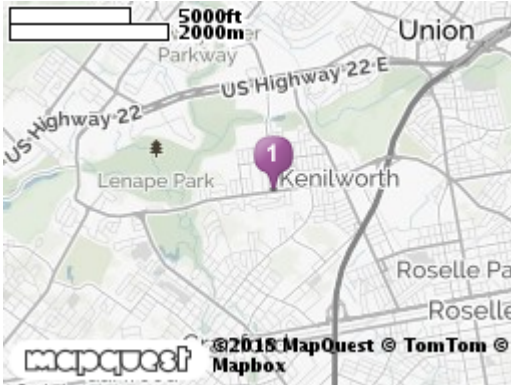 5000ft
2000m
Union
Parkway
US Highway 22 E
US Highway 22
1
Lenape Park
Kenilworth
Roselle Pa
Roselle
©2015 MapQuest © TomTom ©
mapquest
Mapbox